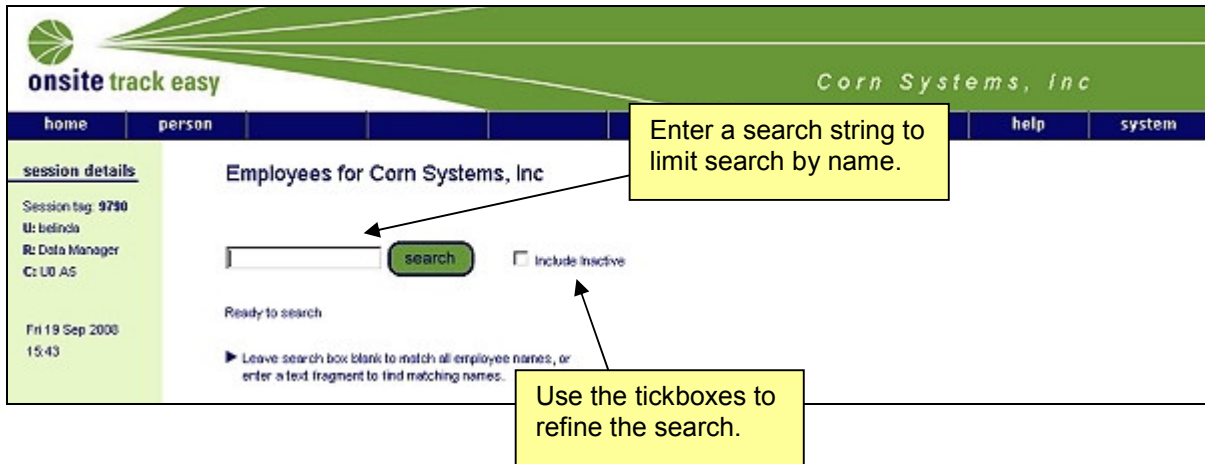 onsite track easy
Corn Systems, Inc
home person help system
Enter a search string to
limit search by name.
session details
Session tag: 9790
U: belinda
R: Data Manager
C: U0 AS
Fri 19 Sep 2008
15:43
Employees for Corn Systems, Inc
search Include Inactive
Ready to search
Leave search box blank to match all employee names, or
enter a text fragment to find matching names.
Use the tickboxes to
refine the search.